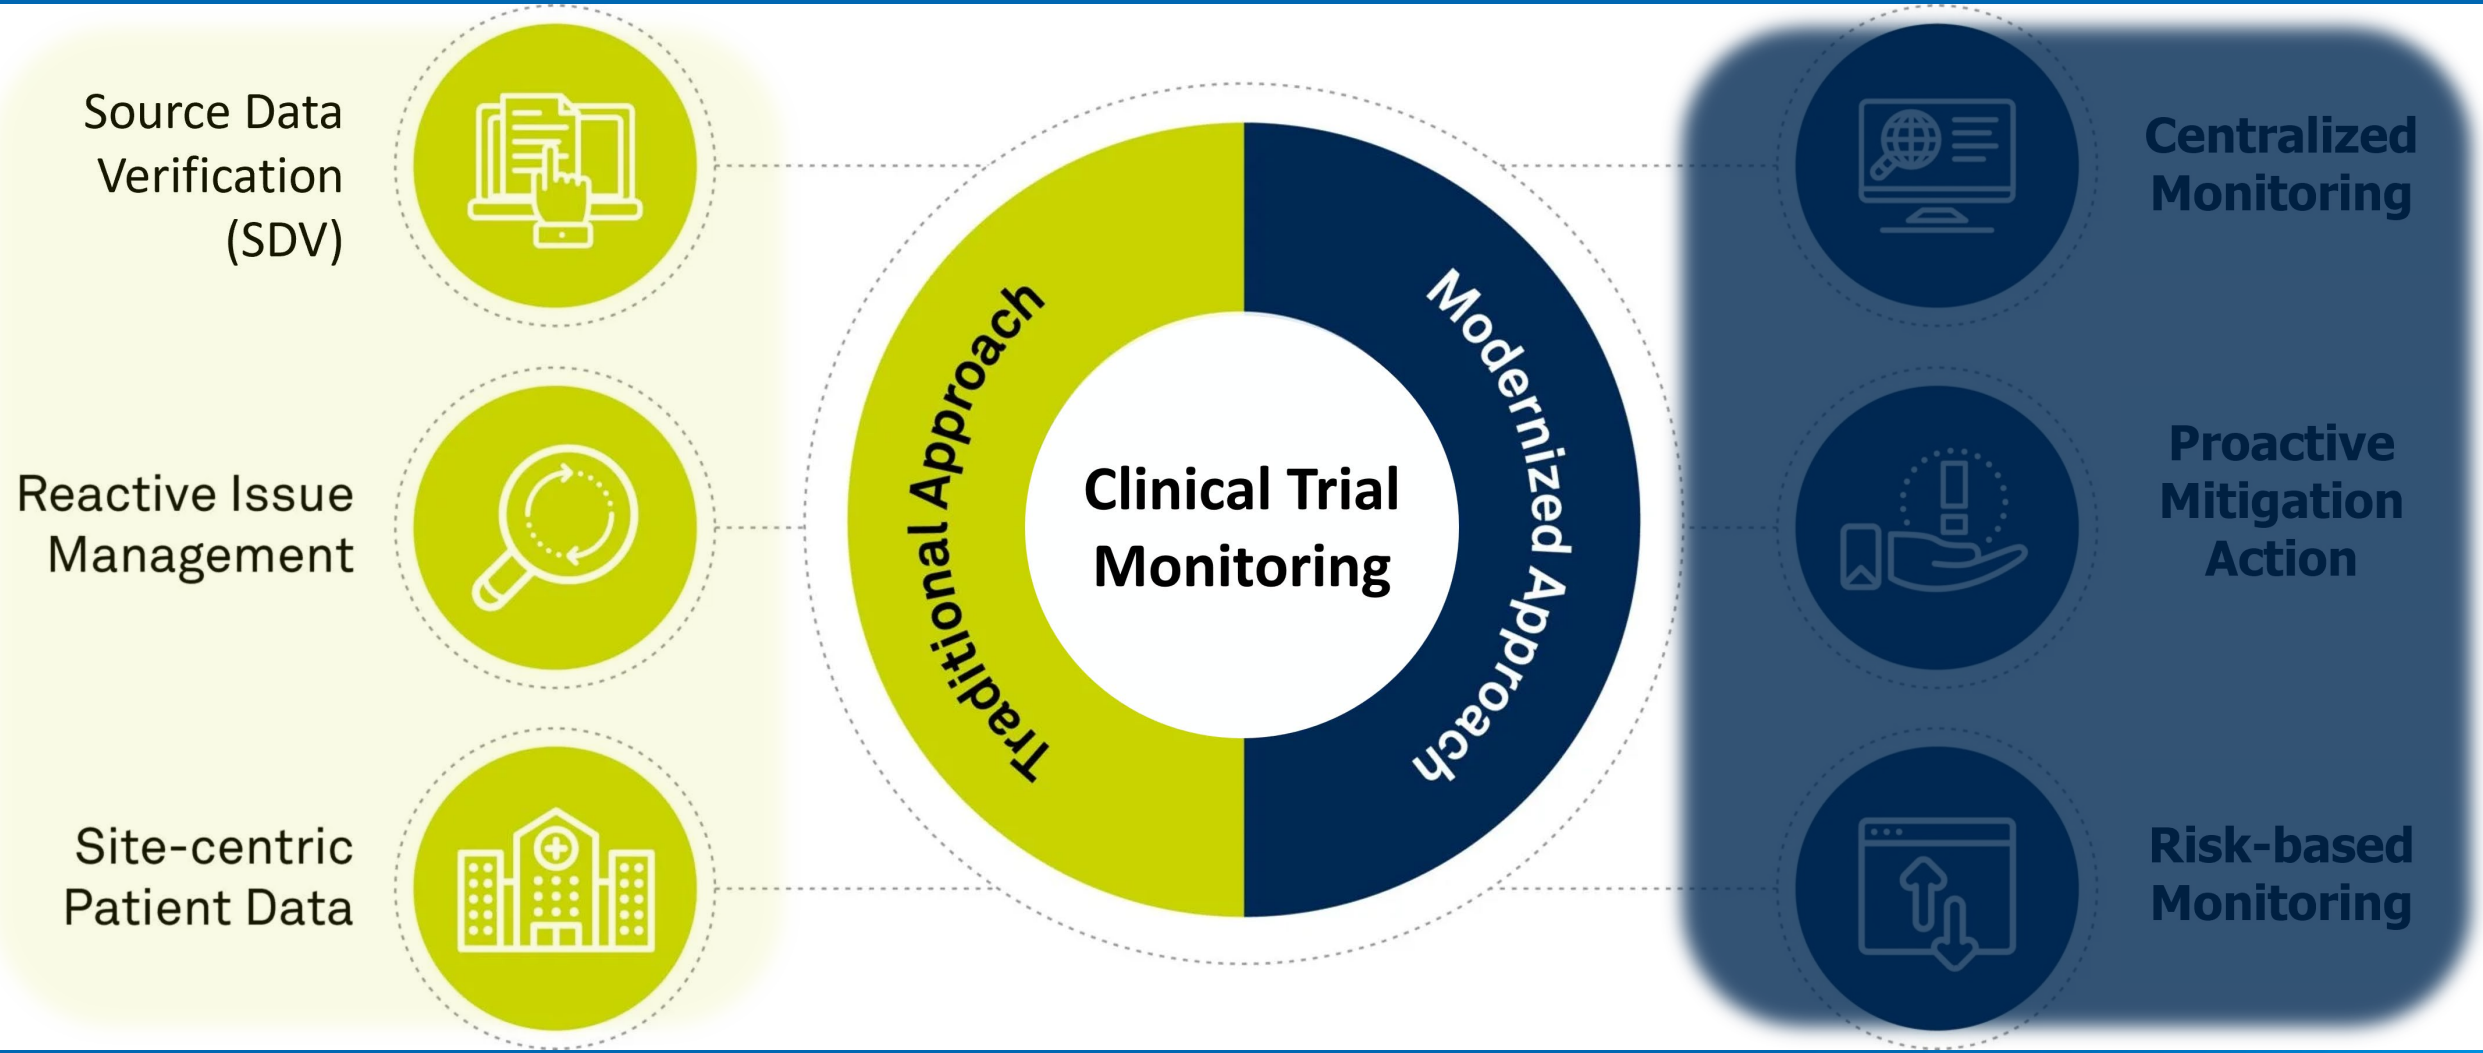 Source Data
Verification
(SDV)
Reactive Issue
Management
Site-centric
Patient Data
Traditional Approach
Clinical Trial
Monitoring
Modernized Approach
Centralized
Monitoring
Proactive
Mitigation
Action
Risk-based
Monitoring